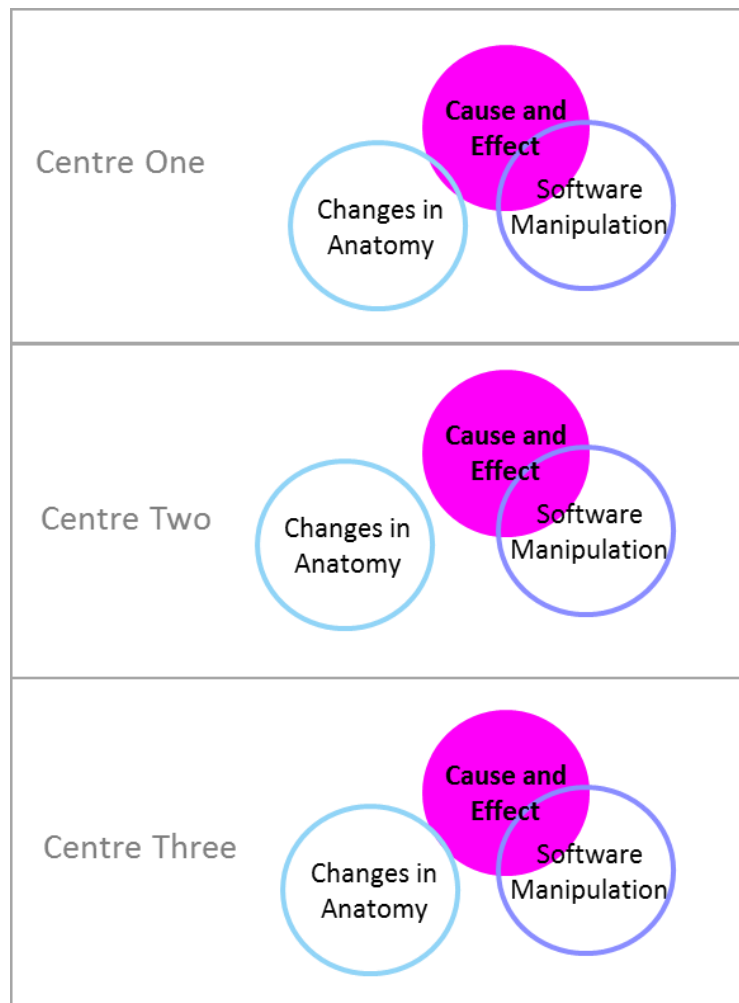 Centre One
Cause and
Effect
Changes in
Anatomy
Software
Manipulation
Centre Two
Cause and
Effect
Changes in
Anatomy
Software
Manipulation
Centre Three
Cause and
Effect
Changes in
Anatomy
Software
Manipulation